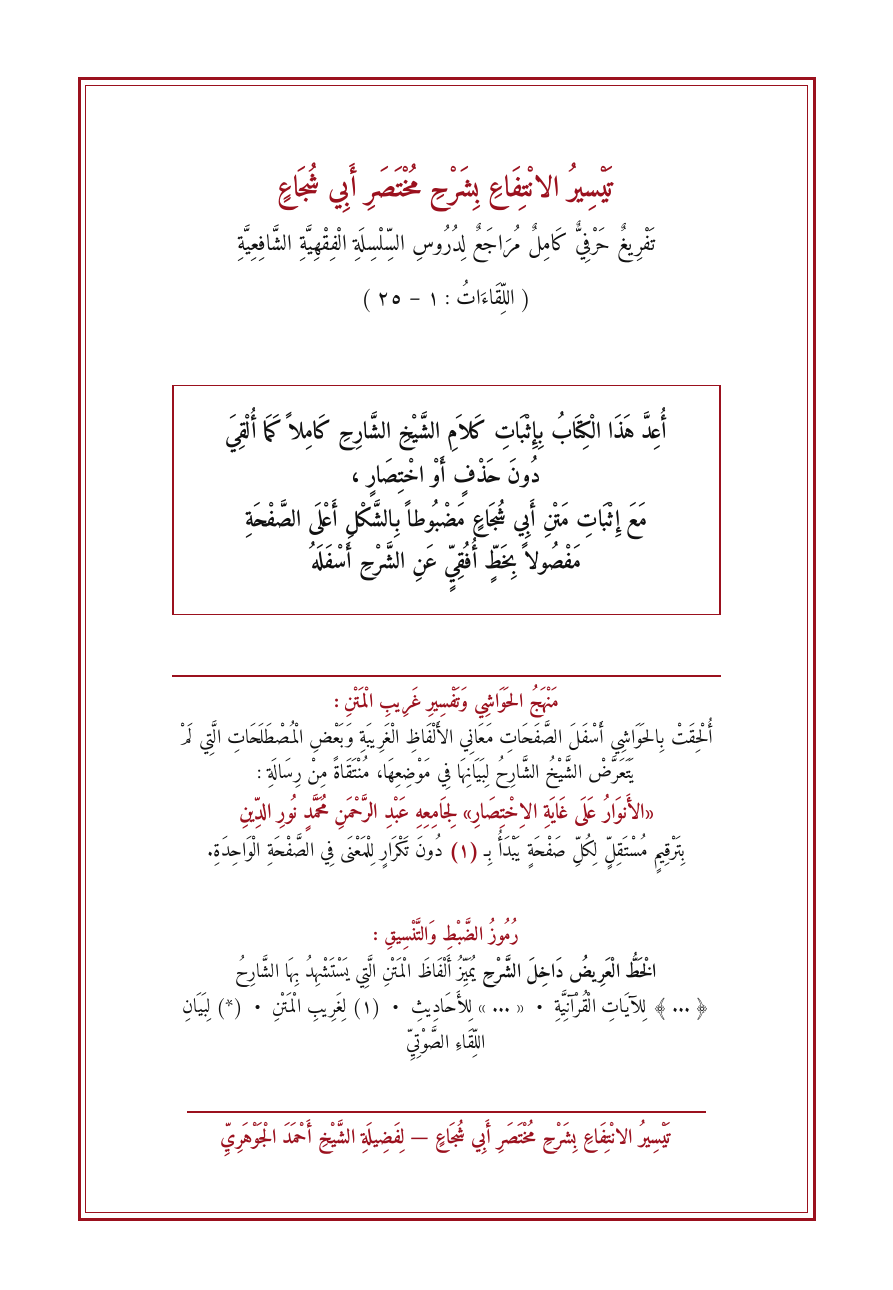 تَيْسِيرُ الانْتِفَاعِ بِشَرْحِ مُخْتَصَرِ أَبِي شُجَاعٍ
تَفْرِيغٌ حَرْفِيٌّ كَامِلٌ مُرَاجَعٌ لِدُرُوسِ السِّلْسِلَةِ الْفِقْهِيَّةِ الشَّافِعِيَّةِ
( اللِّقَاءَاتُ : ١ – ٢٥ )
أُعِدَّ هَذَا الْكِتَابُ بِإِثْبَاتِ كَلاَمِ الشَّيْخِ الشَّارِحِ كَامِلاً كَمَا أُلْقِيَ
دُونَ حَذْفٍ أَوْ اخْتِصَارٍ ،
مَعَ إِثْبَاتِ مَتْنِ أَبِي شُجَاعٍ مَضْبُوطاً بِالشَّكْلِ أَعْلَى الصَّفْحَةِ
مَفْصُولاً بِخَطٍّ أُفُقِيٍّ عَنِ الشَّرْحِ أَسْفَلَهُ
مَنْهَجُ الحَوَاشِي وَتَفْسِيرِ غَرِيبِ الْمَتْنِ :
أُلْحِقَتْ بِالحَوَاشِي أَسْفَلَ الصَّفَحَاتِ مَعَانِي الأَلْفَاظِ الْغَرِيبَةِ وَبَعْضِ الْمُصْطَلَحَاتِ الَّتِي لَمْ
يَتَعَرَّضْ الشَّيْخُ الشَّارِحُ لِبَيَانِهَا فِي مَوْضِعِهَا، مُنْتَقَاةً مِنْ رِسَالَةِ :
«الأَنوَارُ عَلَى غَايَةِ الاِخْتِصَارِ» لِجَامِعِهِ عَبْدِ الرَّحْمَنِ مُحَمَّدٍ نُورِ الدِّينِ
بِتَرْقِيمٍ مُسْتَقِلٍّ لِكُلِّ صَفْحَةٍ يَبْدَأُ بِـ (١) دُونَ تَكْرَارٍ لِلْمَعْنَى فِي الصَّفْحَةِ الْوَاحِدَةِ.
رُمُوزُ الضَّبْطِ وَالتَّنْسِيقِ :
الْخَطُّ الْعَرِيضُ دَاخِلَ الشَّرْحِ يُمَيِّزُ أَلْفَاظَ الْمَتْنِ الَّتِي يَسْتَشْهِدُ بِهَا الشَّارِحُ
﴿ ... ﴾ لِلآيَاتِ الْقُرْآنِيَّةِ • « ... » لِلأَحَادِيثِ • (١) لِغَرِيبِ الْمَتْنِ • (*) لِبَيَانِ
اللِّقَاءِ الصَّوْتِيِّ
تَيْسِيرُ الانْتِفَاعِ بِشَرْحِ مُخْتَصَرِ أَبِي شُجَاعٍ — لِفَضِيلَةِ الشَّيْخِ أَحْمَدَ الْجَوْهَرِيِّ